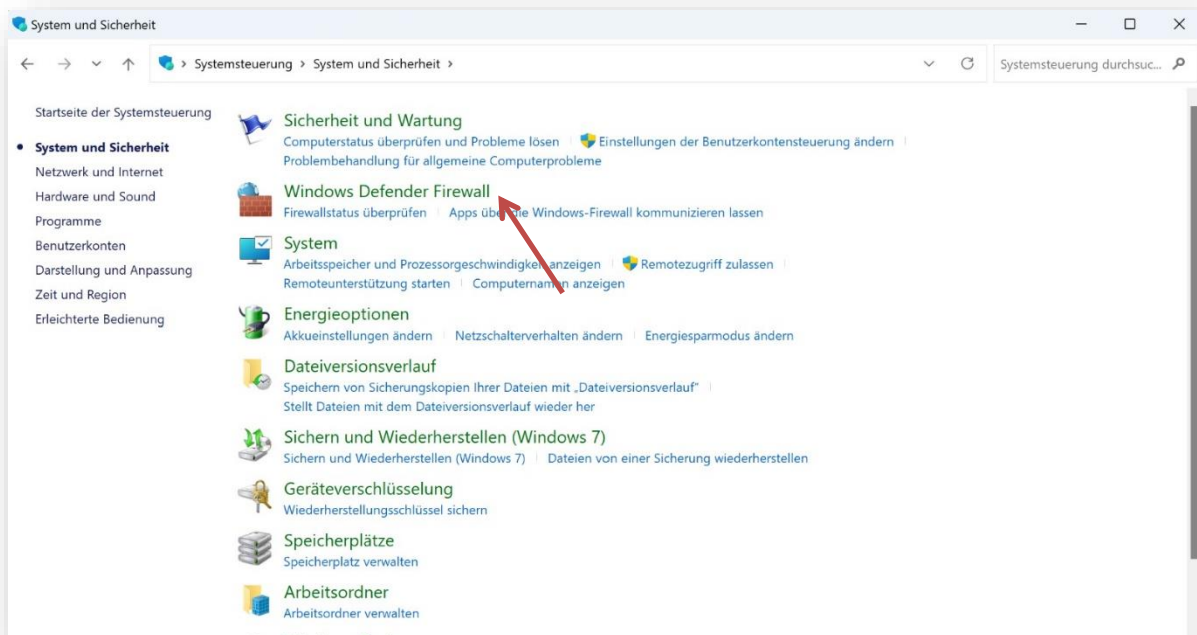 System und Sicherheit
Systemsteuerung > System und Sicherheit >
Systemsteuerung durchsuc...
Startseite der Systemsteuerung
System und Sicherheit
Netzwerk und Internet
Hardware und Sound
Programme
Benutzerkonten
Darstellung und Anpassung
Zeit und Region
Erleichterte Bedienung
Sicherheit und Wartung
Computerstatus überprüfen und Probleme lösen Einstellungen der Benutzerkontensteuerung ändern
Problembehandlung für allgemeine Computerprobleme
Windows Defender Firewall
Firewallstatus überprüfen Apps über die Windows-Firewall kommunizieren lassen
System
Arbeitsspeicher und Prozessorgeschwindigkeit anzeigen Remotezugriff zulassen
Remoteunterstützung starten Computernamen anzeigen
Energieoptionen
Akkueinstellungen ändern Netzschalterverhalten ändern Energiesparmodus ändern
Dateiversionsverlauf
Speichern von Sicherungskopien Ihrer Dateien mit „Dateiversionsverlauf"
Stellt Dateien mit dem Dateiversionsverlauf wieder her
Sichern und Wiederherstellen (Windows 7)
Sichern und Wiederherstellen (Windows 7) Dateien von einer Sicherung wiederherstellen
Geräteverschlüsselung
Wiederherstellungsschlüssel sichern
Speicherplätze
Speicherplatz verwalten
Arbeitsordner
Arbeitsordner verwalten